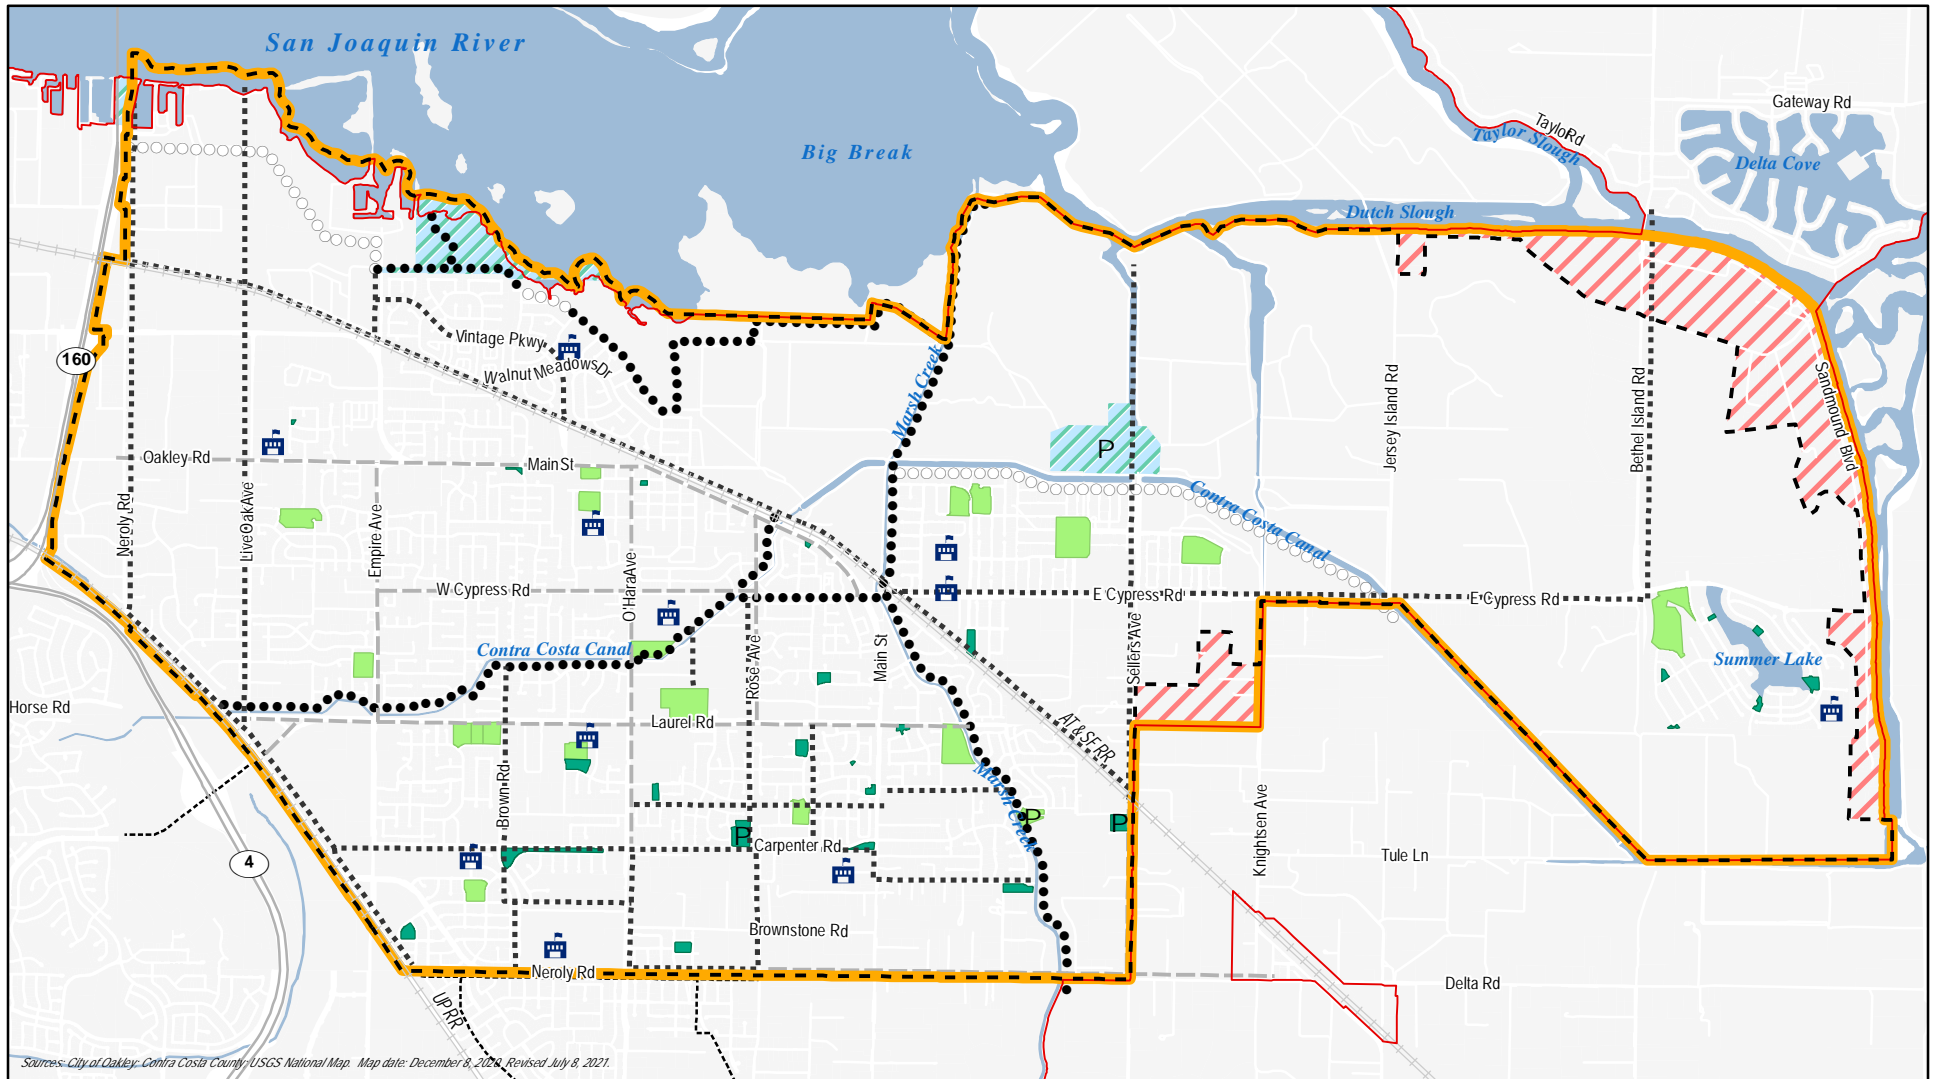 San Joaquin River
Gateway Rd
Taylor Rd
Taylor Slough
Big Break
Delta Cove
Dutch Slough
160
Vintage Pkwy
Walnut Meadows Dr
Marsh Creek
Jersey Island Rd
Bethel Island Rd
Sandmound Blvd
Oakley Rd
Main St
P
Neroly Rd
Live Oak Ave
Empire Ave
O'Hara Ave
Contra Costa Canal
W Cypress Rd
E Cypress Rd
E Cypress Rd
Contra Costa Canal
Rose Ave
Main St
Sellers Ave
Summer Lake
Horse Rd
Laurel Rd
AT & SF RR
Marsh Creek
Brown Rd
Knightsen Ave
P
P
P
Carpenter Rd
Tule Ln
4
Brownstone Rd
Neroly Rd
Delta Rd
UP RR
Sources: City of Oakley; Contra Costa County; USGS National Map. Map date: December 8, 2020. Revised July 8, 2021.